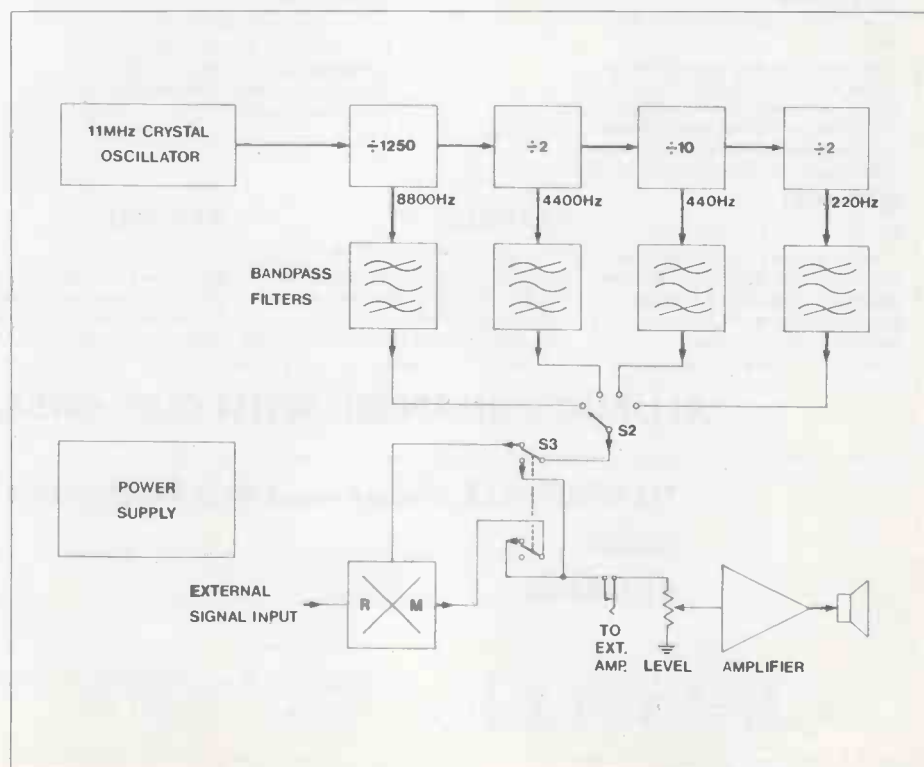 11MHz CRYSTAL
OSCILLATOR
÷1250
÷2
÷10
÷2
8800Hz
4400Hz
440Hz
220Hz
BANDPASS
FILTERS
S2
S3
POWER
SUPPLY
EXTERNAL
SIGNAL INPUT
R M
TO
EXT.
AMP.
LEVEL
AMPLIFIER